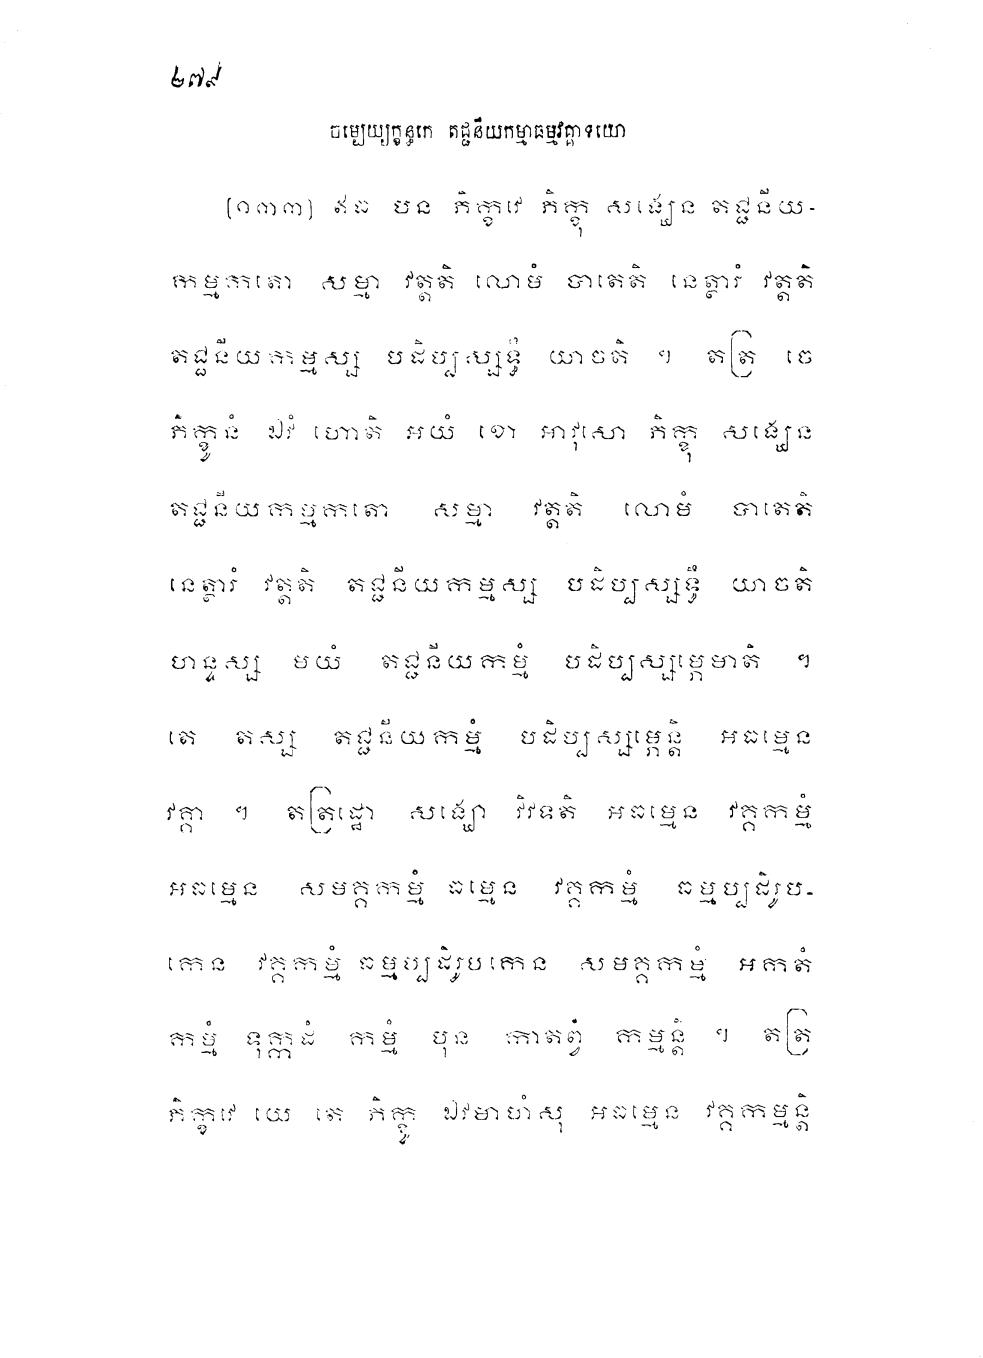 ២៧៩
ចម្បេយ្យក្ខន្ធកេ តជ្ជនីយកម្មាធម្មវគ្គាទយោ
[១៣៣] ឥធ បន ភិក្ខវេ ភិក្ខុ សង្ឃេន តជ្ជនីយ-
កម្មកតោ សម្មា វត្តតិ លោមំ បាតេតិ នេត្ថារំ វត្តតិ
តជ្ជនីយកម្មស្ស បដិប្បស្សទ្ធឹ យាចតិ ។ តត្រ ចេ
ភិក្ខូនំ ឯវំ ហោតិ អយំ ខោ អាវុសោ ភិក្ខុ សង្ឃេន
តជ្ជនីយកម្មកតោ សម្មា វត្តតិ លោមំ បាតេតិ
នេត្ថារំ វត្តតិ តជ្ជនីយកម្មស្ស បដិប្បស្សទ្ធឹ យាចតិ
ហន្ទស្ស មយំ តជ្ជនីយកម្មំ បដិប្បស្សម្ភេមាតិ ។
តេ តស្ស តជ្ជនីយកម្មំ បដិប្បស្សម្ភេន្តិ អធម្មេន
វគ្គា ។ តត្រដ្ឋោ សង្ឃោ វិវទតិ អធម្មេន វគ្គកម្មំ
អធម្មេន សមគ្គកម្មំ ធម្មេន វគ្គកម្មំ ធម្មប្បដិរូប-
កេន វគ្គកម្មំ ធម្មប្បដិរូបកេន សមគ្គកម្មំ អកតំ
កម្មំ ទុក្កដំ កម្មំ បុន កាតព្វំ កម្មន្តិ ។ តត្រ
ភិក្ខវេ យេ តេ ភិក្ខូ ឯវមាហំសុ អធម្មេន វគ្គកម្មន្តិ